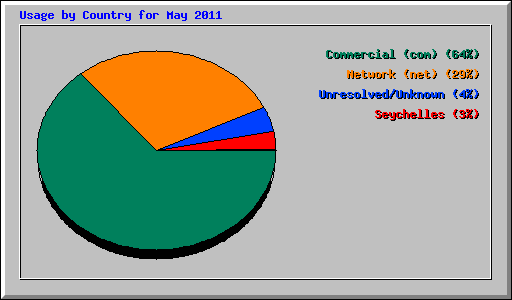 Usage by Country for May 2011
Commercial (com) (64%)
Network (net) (29%)
Unresolved/Unknown (4%)
Seychelles (3%)